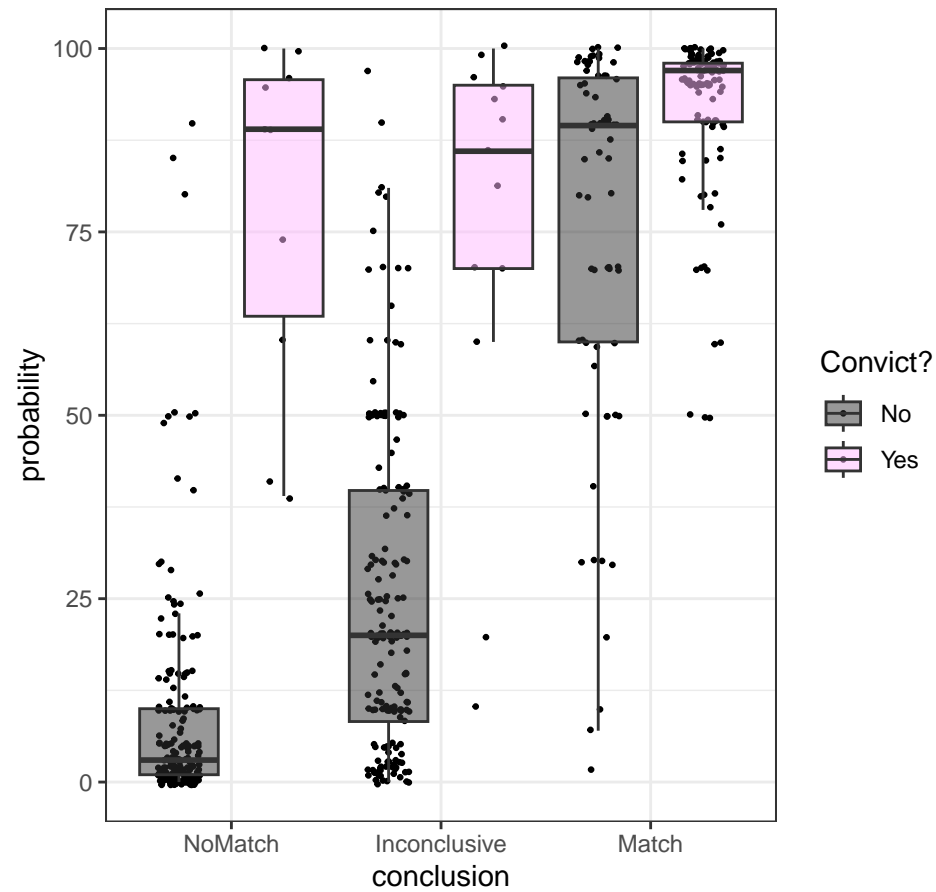 100
75
50
25
0
probability
NoMatch
Inconclusive
Match
conclusion
Convict?
No
Yes